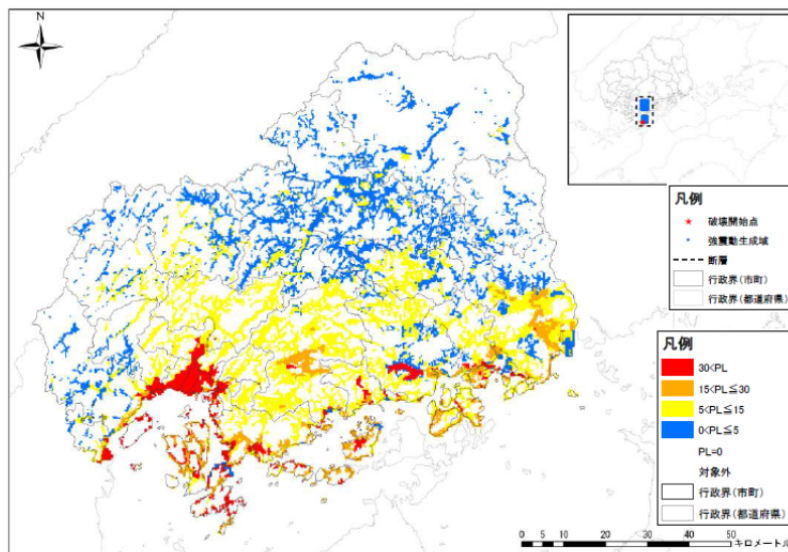 N
凡例
破壊開始点
強震動生成域
断層
行政界(市町)
行政界(都道府県)
凡例
30<PL
15<PL≦30
5<PL≦15
0<PL≦5
PL=0
対象外
行政界(市町)
行政界(都道府県)
0 5 10 20 30 40 50
キロメートル